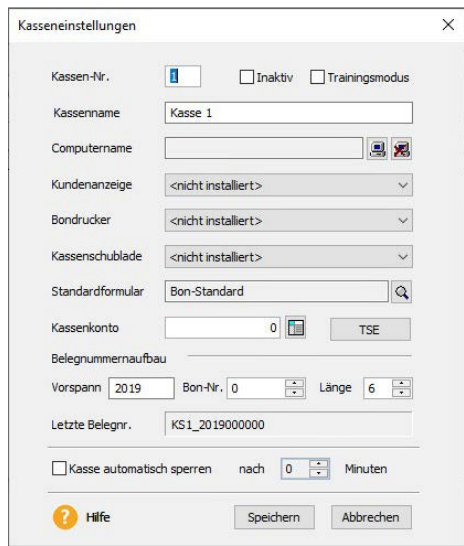 Kasseneinstellungen
Kassen-Nr. 1 Inaktiv Trainingsmodus
Kassenname Kasse 1
Computername
Kundenanzeige <nicht installiert>
Bondrucker <nicht installiert>
Kassenschublade <nicht installiert>
Standardformular Bon-Standard
Kassenkonto 0 TSE
Belegnummernaufbau
Vorspann 2019 Bon-Nr. 0 Länge 6
Letzte Belegnr. KS1_2019000000
Kasse automatisch sperren nach 0 Minuten
? Hilfe Speichern Abbrechen